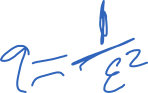 q = 1/ε²